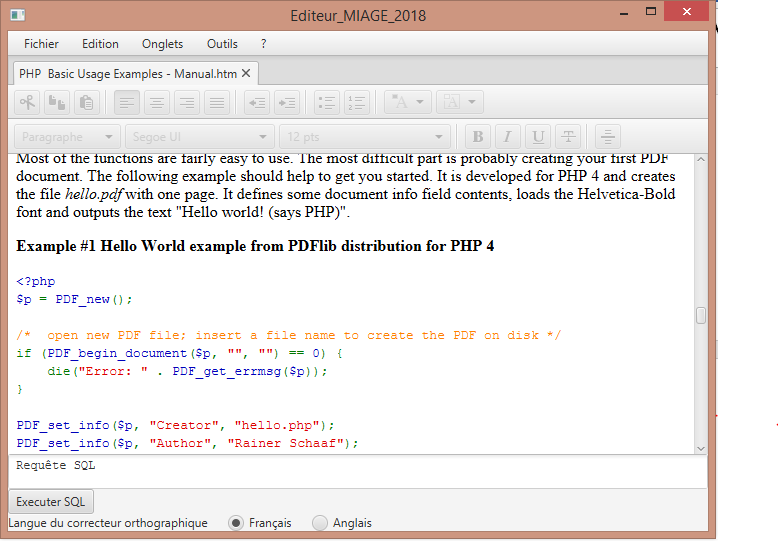 Editeur_MIAGE_2018
Fichier Edition Onglets Outils ?
PHP Basic Usage Examples - Manual.htm
Paragraphe Segoe UI 12 pts B I U T
Most of the functions are fairly easy to use. The most difficult part is probably creating your first PDF
document. The following example should help to get you started. It is developed for PHP 4 and creates
the file hello.pdf with one page. It defines some document info field contents, loads the Helvetica-Bold
font and outputs the text "Hello world! (says PHP)".
Example #1 Hello World example from PDFlib distribution for PHP 4
<?php
$p = PDF_new();
/*  open new PDF file; insert a file name to create the PDF on disk */
if (PDF_begin_document($p, "", "") == 0) {
    die("Error: " . PDF_get_errmsg($p));
}
PDF_set_info($p, "Creator", "hello.php");
PDF_set_info($p, "Author", "Rainer Schaaf");
Requête SQL
Executer SQL
Langue du correcteur orthographique Français Anglais